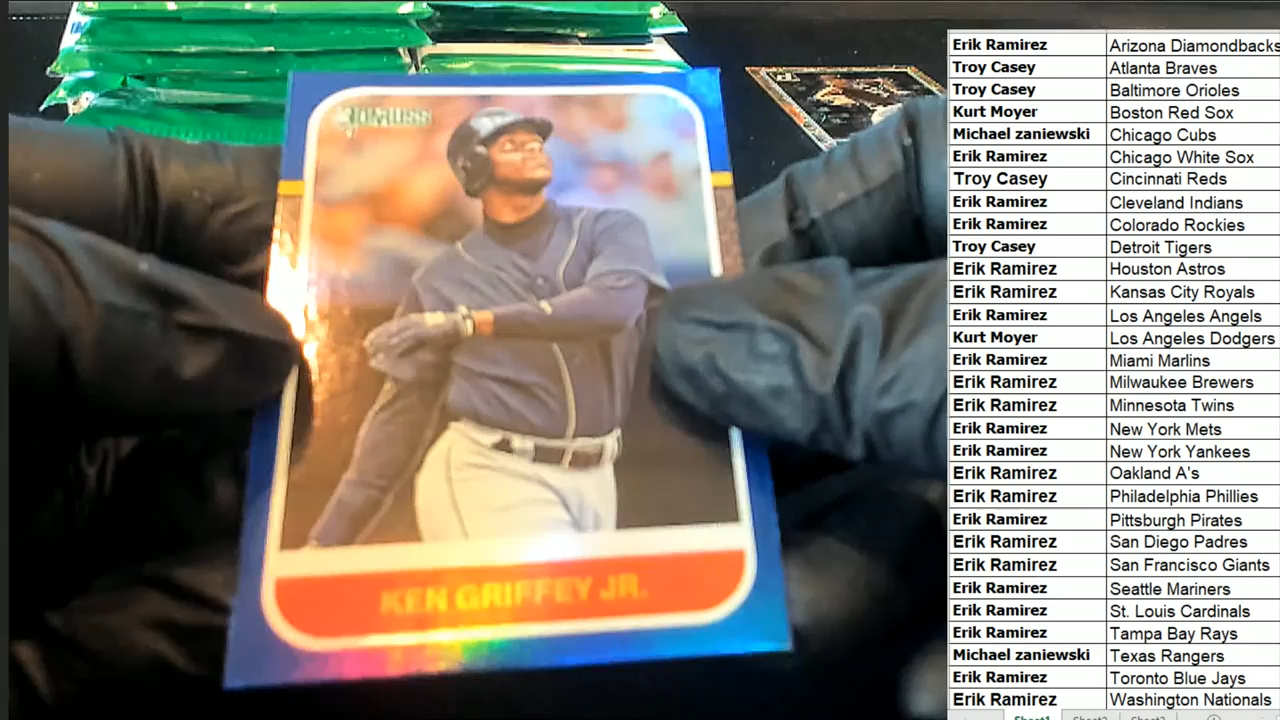 Donruss
KEN GRIFFEY JR.
Erik Ramirez Arizona Diamondbacks
Troy Casey Atlanta Braves
Troy Casey Baltimore Orioles
Kurt Moyer Boston Red Sox
Michael zaniewski Chicago Cubs
Erik Ramirez Chicago White Sox
Troy Casey Cincinnati Reds
Erik Ramirez Cleveland Indians
Erik Ramirez Colorado Rockies
Troy Casey Detroit Tigers
Erik Ramirez Houston Astros
Erik Ramirez Kansas City Royals
Erik Ramirez Los Angeles Angels
Kurt Moyer Los Angeles Dodgers
Erik Ramirez Miami Marlins
Erik Ramirez Milwaukee Brewers
Erik Ramirez Minnesota Twins
Erik Ramirez New York Mets
Erik Ramirez New York Yankees
Erik Ramirez Oakland A's
Erik Ramirez Philadelphia Phillies
Erik Ramirez Pittsburgh Pirates
Erik Ramirez San Diego Padres
Erik Ramirez San Francisco Giants
Erik Ramirez Seattle Mariners
Erik Ramirez St. Louis Cardinals
Erik Ramirez Tampa Bay Rays
Michael zaniewski Texas Rangers
Erik Ramirez Toronto Blue Jays
Erik Ramirez Washington Nationals